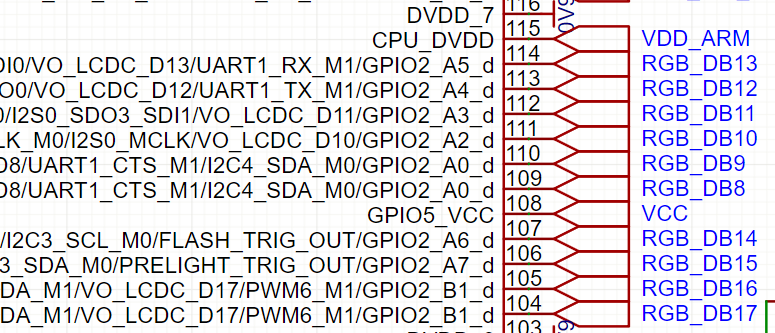 116
DVDD_7
0V9
115
CPU_DVDD
VDD_ARM
114
DI0/VO_LCDC_D13/UART1_RX_M1/GPIO2_A5_d
RGB_DB13
113
O0/VO_LCDC_D12/UART1_TX_M1/GPIO2_A4_d
RGB_DB12
112
0/I2S0_SDO3_SDI1/VO_LCDC_D11/GPIO2_A3_d
RGB_DB11
111
LK_M0/I2S0_MCLK/VO_LCDC_D10/GPIO2_A2_d
RGB_DB10
110
D8/UART1_CTS_M1/I2C4_SDA_M0/GPIO2_A0_d
RGB_DB9
109
D8/UART1_CTS_M1/I2C4_SDA_M0/GPIO2_A0_d
RGB_DB8
108
GPIO5_VCC
VCC
107
/I2C3_SCL_M0/FLASH_TRIG_OUT/GPIO2_A6_d
RGB_DB14
106
3_SDA_M0/PRELIGHT_TRIG_OUT/GPIO2_A7_d
RGB_DB15
105
DA_M1/VO_LCDC_D17/PWM6_M1/GPIO2_B1_d
RGB_DB16
104
DA_M1/VO_LCDC_D17/PWM6_M1/GPIO2_B1_d
RGB_DB17
103